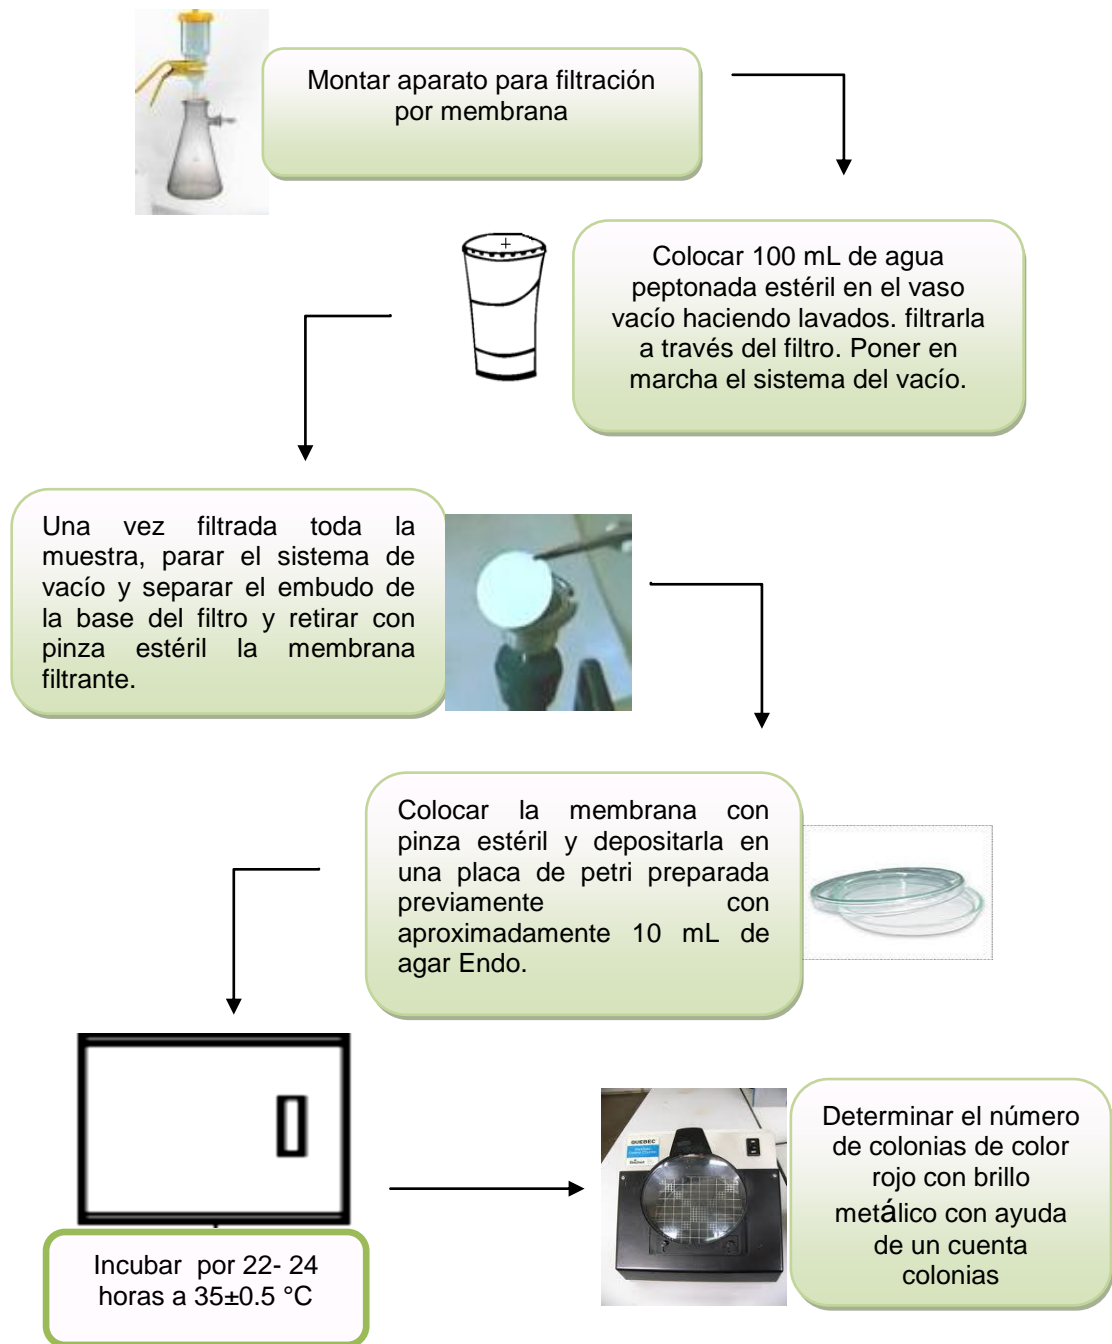 Montar aparato para filtración
por membrana
Colocar 100 mL de agua
peptonada estéril en el vaso
vacío haciendo lavados. filtrarla
a través del filtro. Poner en
marcha el sistema del vacío.
Una vez filtrada toda la
muestra, parar el sistema de
vacío y separar el embudo de
la base del filtro y retirar con
pinza estéril la membrana
filtrante.
Colocar la membrana con
pinza estéril y depositarla en
una placa de petri preparada
previamente con
aproximadamente 10 mL de
agar Endo.
Incubar por 22- 24
horas a 35±0.5 °C
QUEBEC
Determinar el número
de colonias de color
rojo con brillo
metálico con ayuda
de un cuenta
colonias